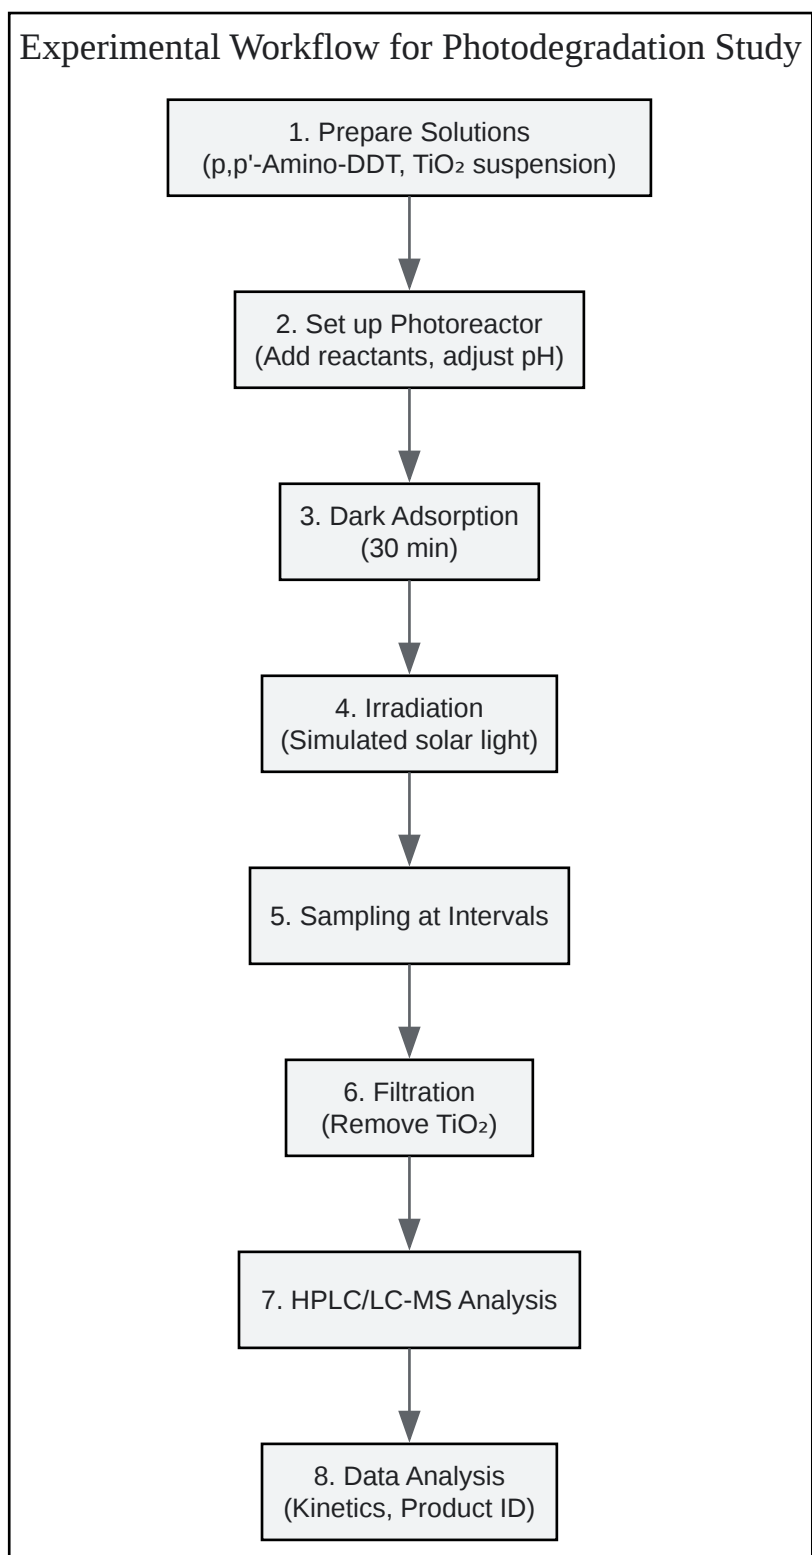 Experimental Workflow for Photodegradation Study
1. Prepare Solutions
(p,p'-Amino-DDT, TiO₂ suspension)
2. Set up Photoreactor
(Add reactants, adjust pH)
3. Dark Adsorption
(30 min)
4. Irradiation
(Simulated solar light)
5. Sampling at Intervals
6. Filtration
(Remove TiO₂)
7. HPLC/LC-MS Analysis
8. Data Analysis
(Kinetics, Product ID)